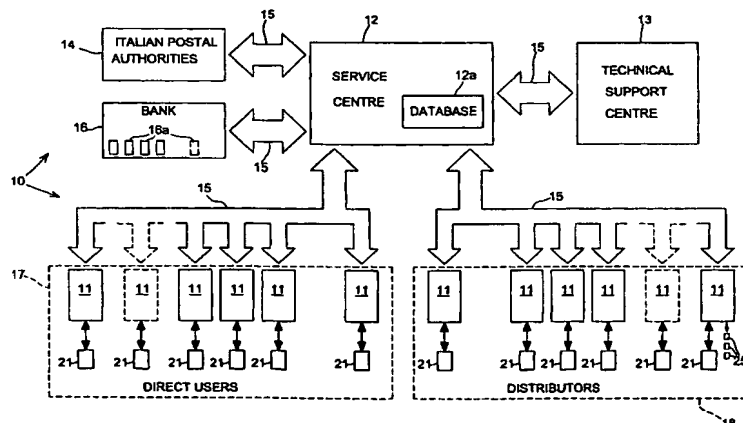 15
12
13
14
ITALIAN POSTAL
AUTHORITIES
SERVICE
CENTRE
12a
DATABASE
15
TECHNICAL
SUPPORT
CENTRE
BANK
16
16a
15
10
15
15
17
11 11 11 11 11 11
11 11 11 11 11 11
21 21 21 21 21 21
21 21 21 21 21 21
DIRECT USERS
DISTRIBUTORS
18